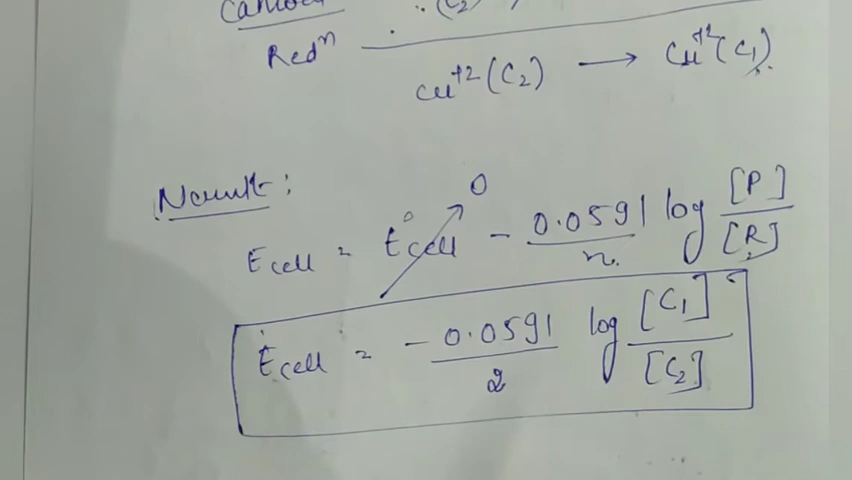 (C₂)
Redⁿ
Cu⁺²(C₂) → Cu⁺²(C₁)
Nernst:
Ecell = E°cell → 0 - 0.0591/n log [P]/[R]
Ecell = - 0.0591/2 log [C₁]/[C₂]